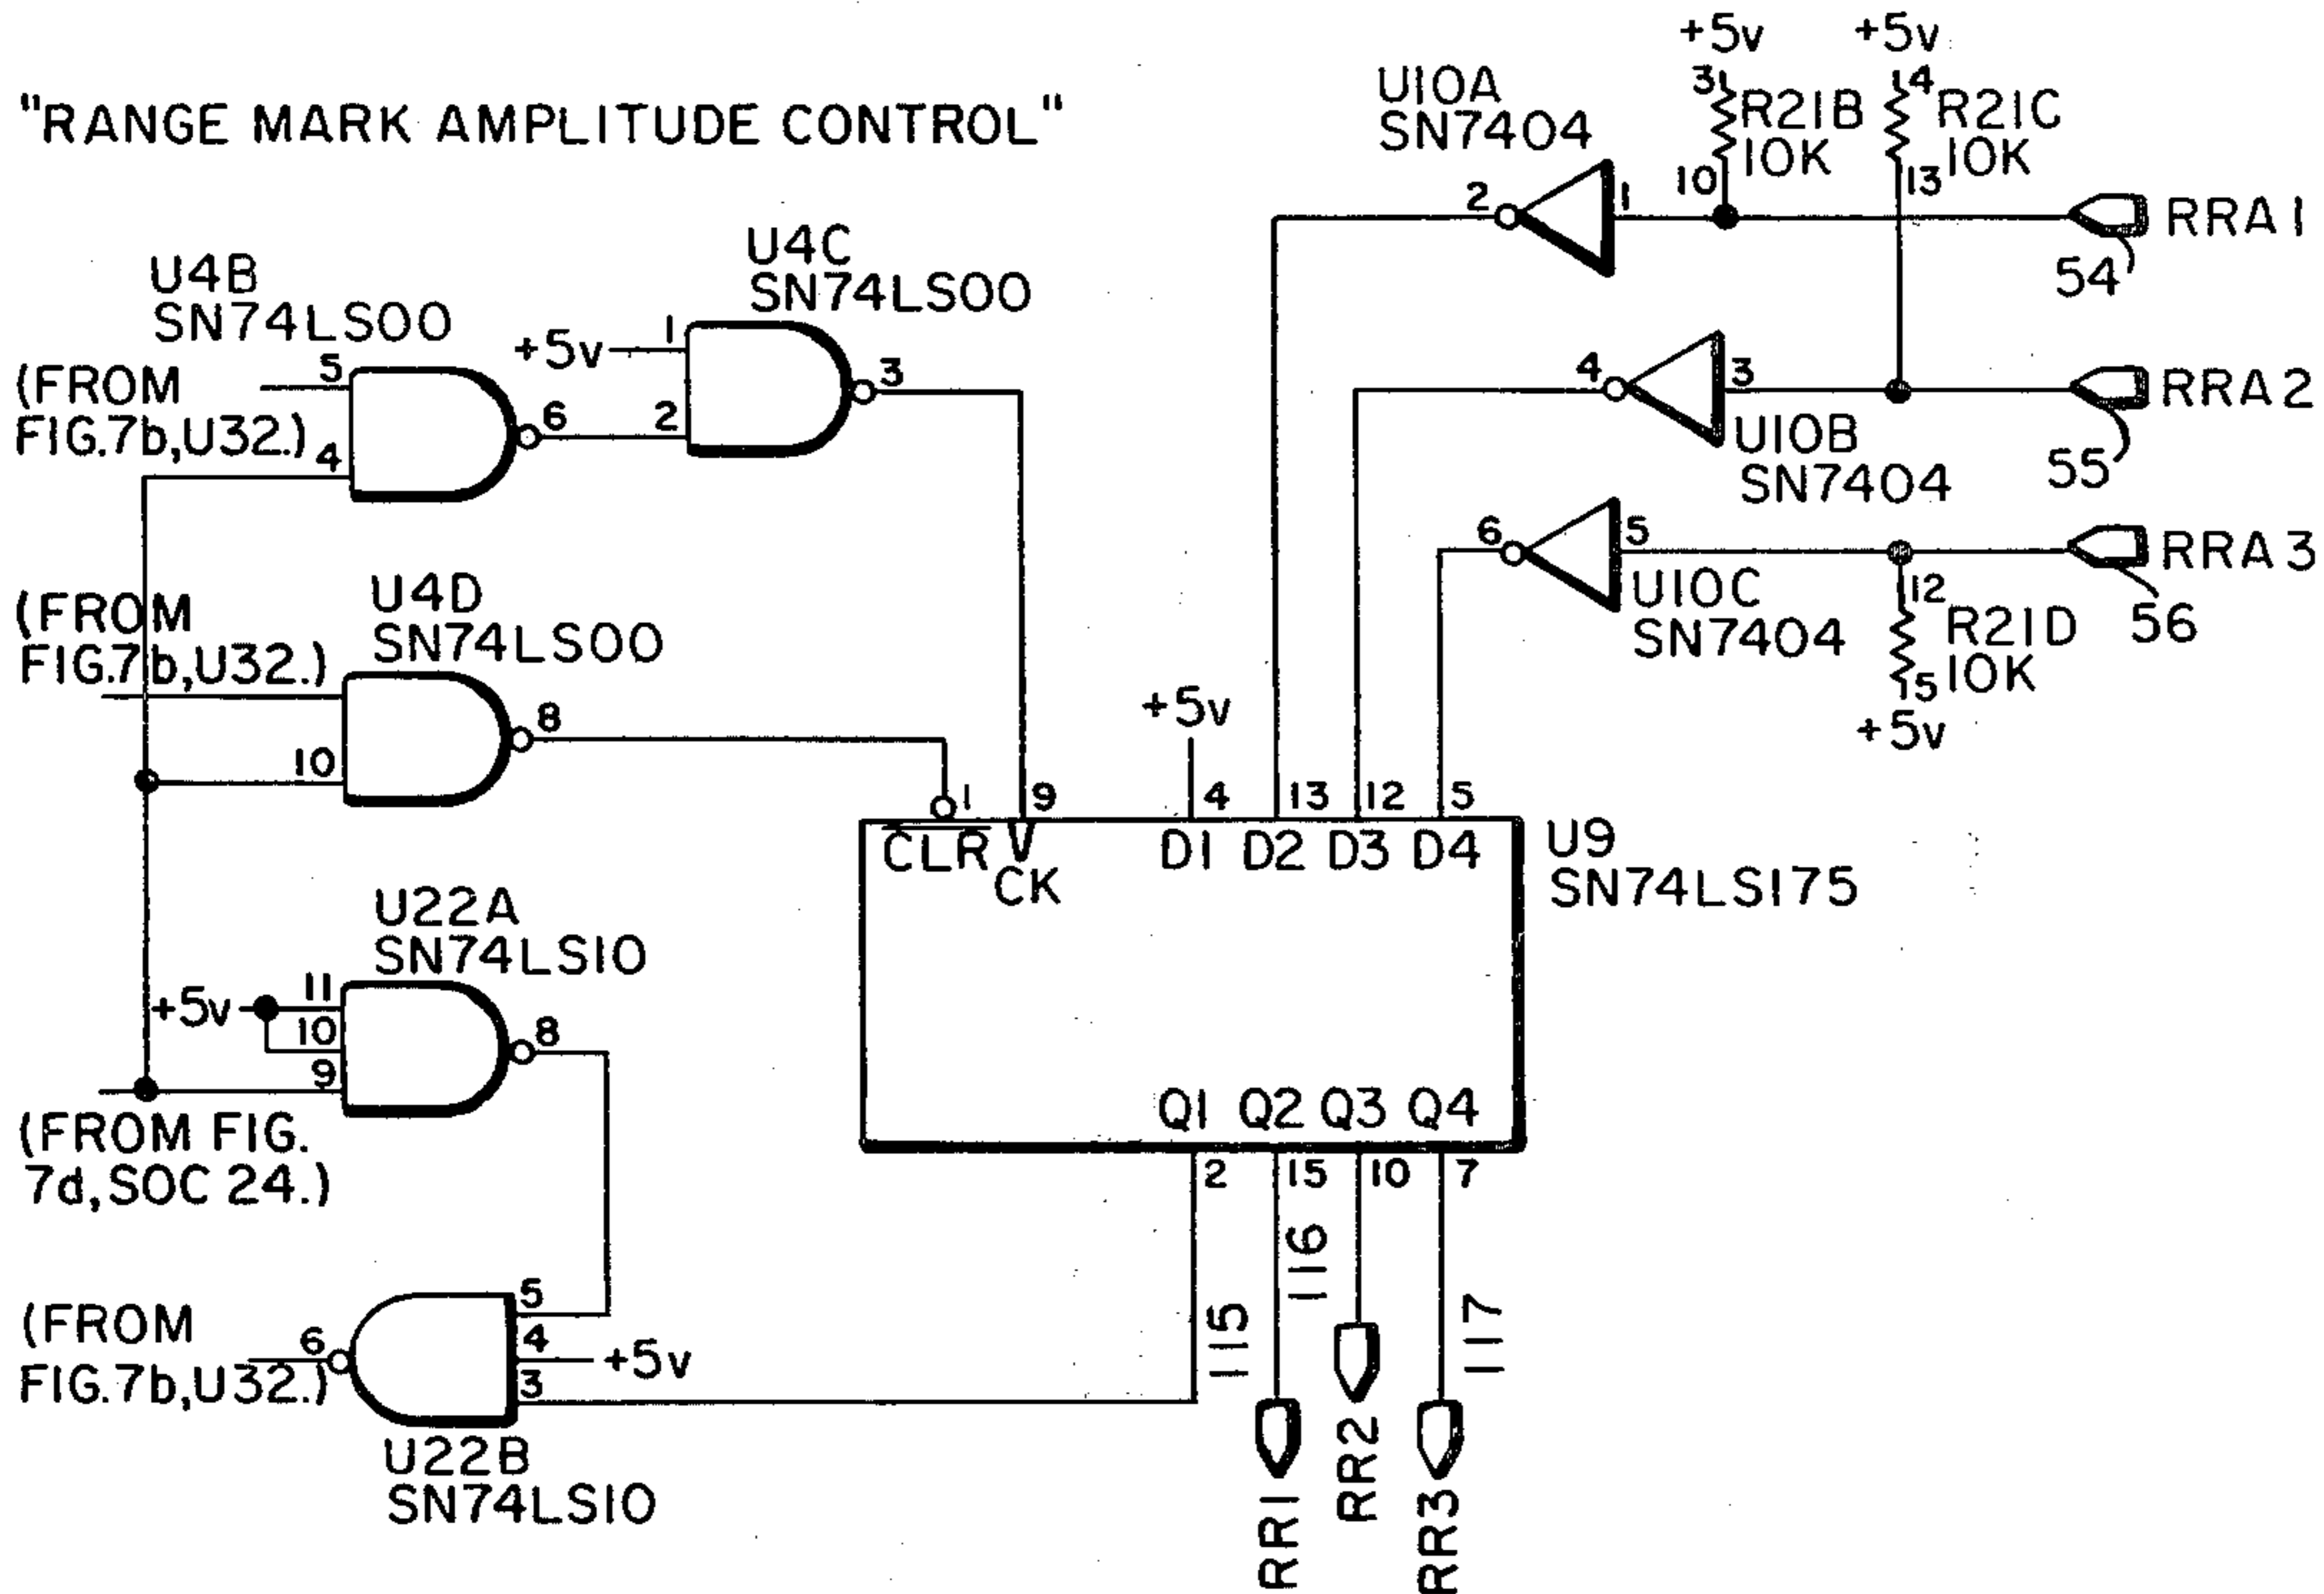 "RANGE MARK AMPLITUDE CONTROL"
+5v
+5v
U10A
SN7404
3
R21B
10K
10
14
R21C
10K
13
2
1
RRA1
54
U4B
SN74LS00
U4C
SN74LS00
(FROM
FIG.7b,U32.)
5
4
6
+5v
1
2
3
4
3
RRA2
55
U10B
SN7404
6
5
RRA3
56
U10C
SN7404
12
R21D
10K
15
+5v
(FROM
FIG.7b,U32.)
U4D
SN74LS00
10
8
+5v
1
9
4
13
12
5
CLR
CK
D1
D2
D3
D4
U9
SN74LS175
U22A
SN74LS10
+5v
11
10
9
8
(FROM FIG.
7d,SOC 24.)
Q1
Q2
Q3
Q4
2
15
10
7
115
116
117
(FROM
FIG.7b,U32.)
6
5
4
3
+5v
U22B
SN74LS10
RR1
RR2
RR3